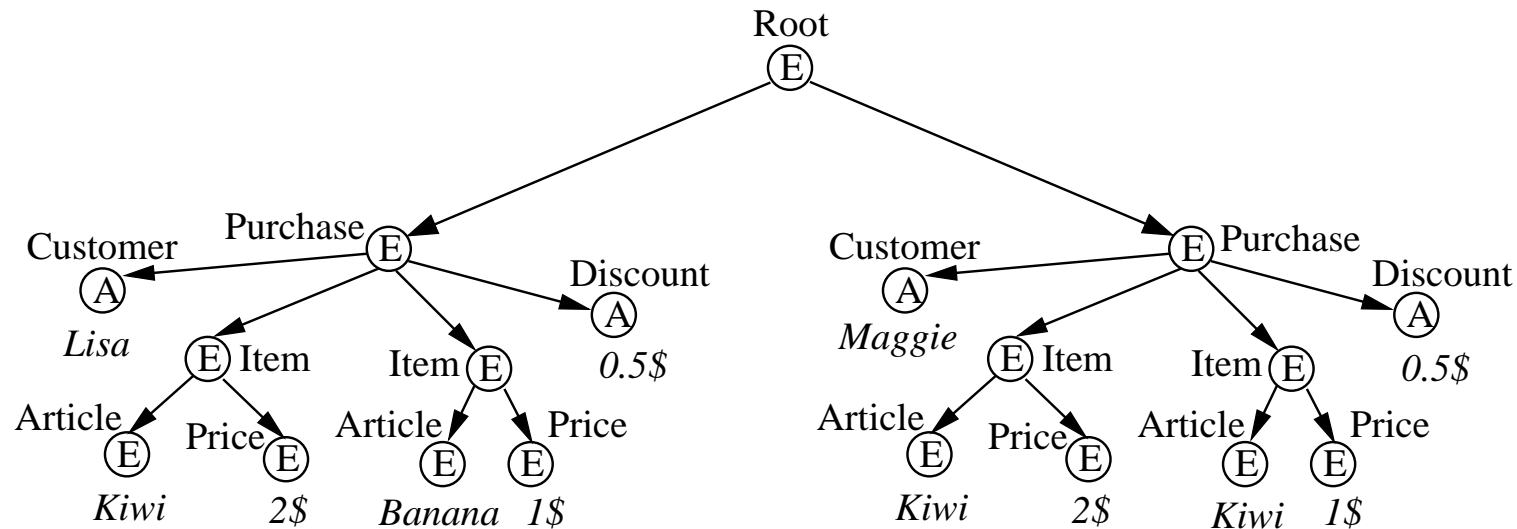 Root
E
Purchase
E
Customer
A
Lisa
Discount
A
0.5$
E
Item
Item
E
Article
E
Kiwi
Price
E
2$
Article
E
Banana
Price
E
1$
E
Purchase
Customer
A
Maggie
Discount
A
0.5$
E
Item
Item
E
Article
E
Kiwi
Price
E
2$
Article
E
Kiwi
Price
E
1$